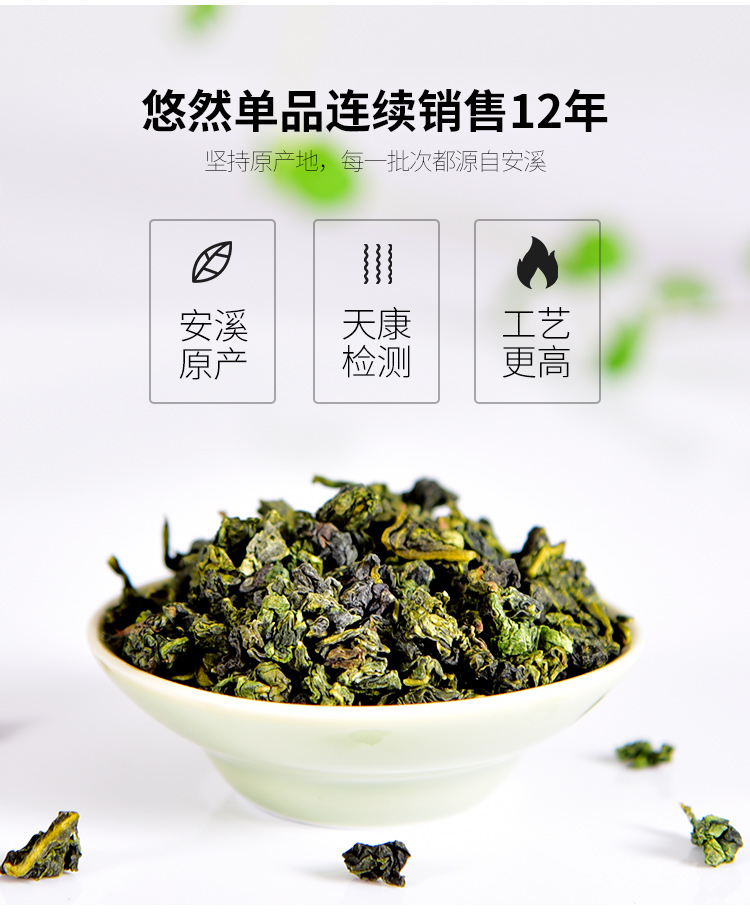 悠然单品连续销售12年
坚持原产地，每一批次都源自安溪
安溪
原产
天康
检测
工艺
更高